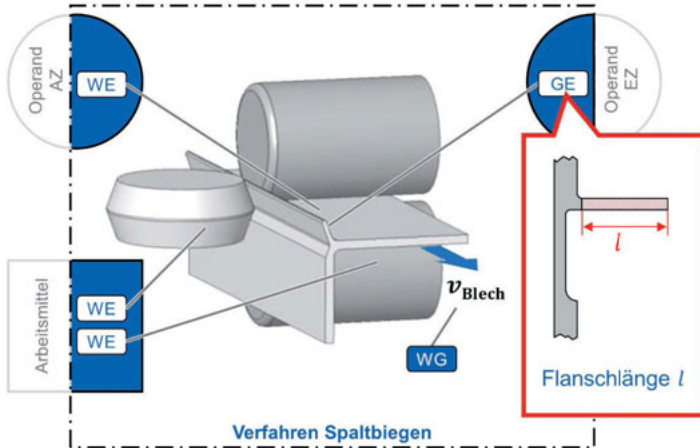 Operand
AZ
WE
GE
Operand
EZ
l
Arbeitsmittel
WE
WE
v_Blech
WG
Flanschlänge l
Verfahren Spaltbiegen